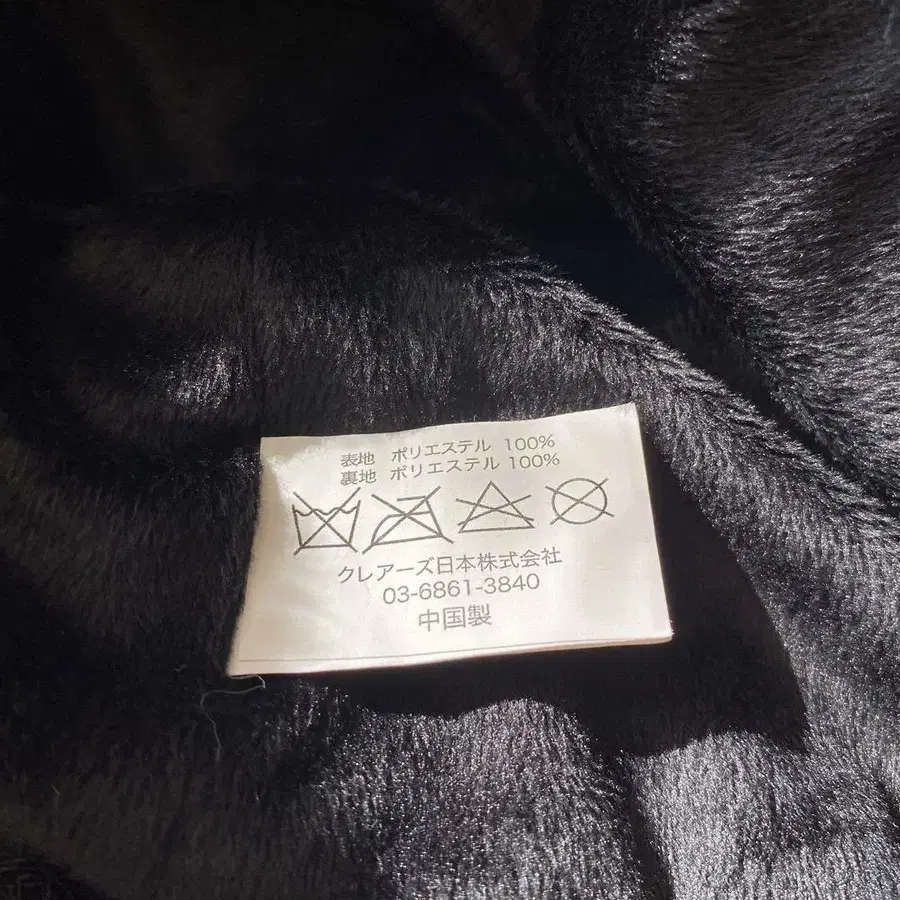 表地 ポリエステル 100%
裏地 ポリエステル 100%
クレアーズ日本株式会社
03-6861-3840
中国製